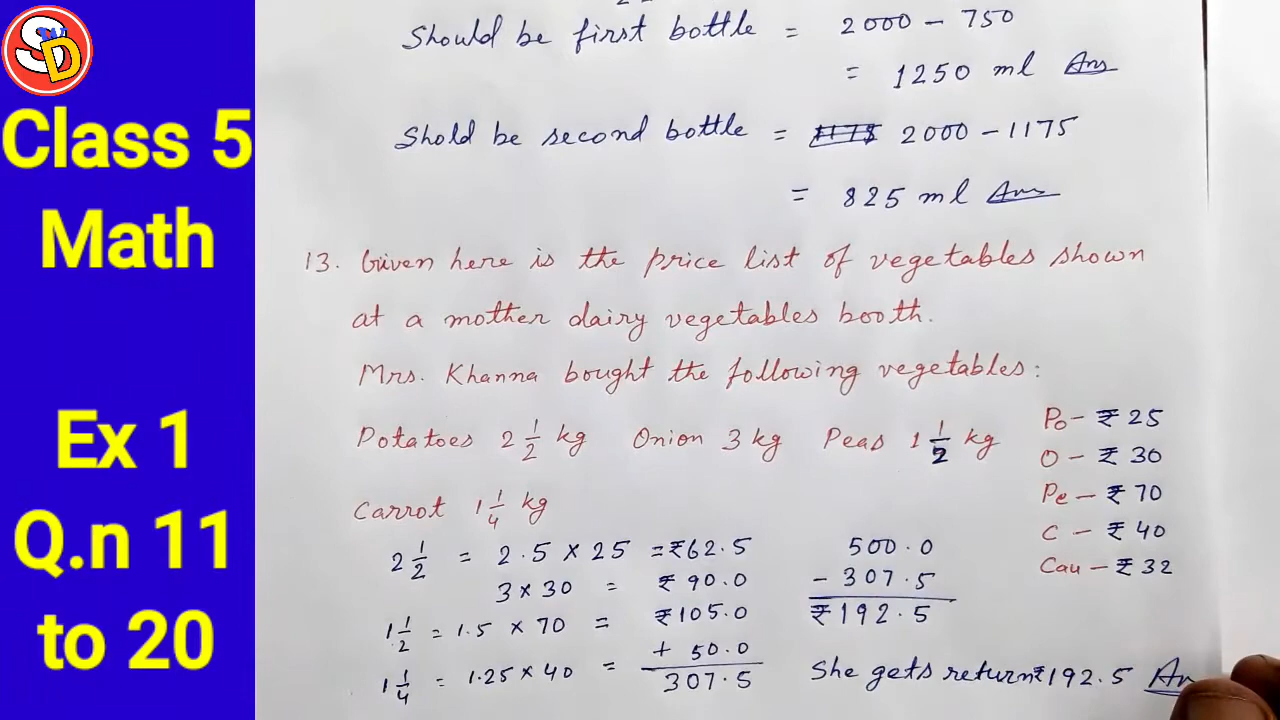 SWD
Class 5
Math
Ex 1
Q.n 11
to 20
Should be first bottle = 2000 - 750
= 1250 ml Ans
Shold be second bottle = 2000 - 1175
= 825 ml Ans
13. Given here is the price list of vegetables shown
at a mother dairy vegetables booth.
Mrs. Khanna bought the following vegetables:
Potatoes 2 1/2 kg Onion 3 kg Peas 1 1/2 kg
Carrot 1 1/4 kg
Po - ₹ 25
O - ₹ 30
Pe - ₹ 70
C - ₹ 40
Cau - ₹ 32
2 1/2 = 2.5 × 25 = ₹62.5
3 × 30 = ₹ 90.0
1 1/2 = 1.5 × 70 = ₹105.0
1 1/4 = 1.25 × 40 = + 50.0
307.5
500.0
- 307.5
₹192.5
She gets return ₹192.5 An